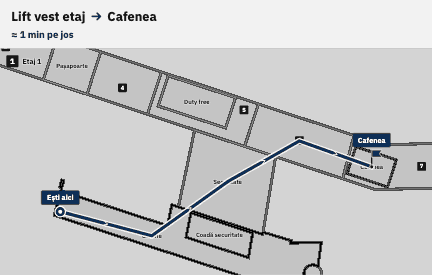 Lift vest etaj → Cafenea
≈ 1 min pe jos
1 Etaj 1
Pașapoarte
4
Duty free
5
Cafenea
7
Ești aici
Coadă securitate